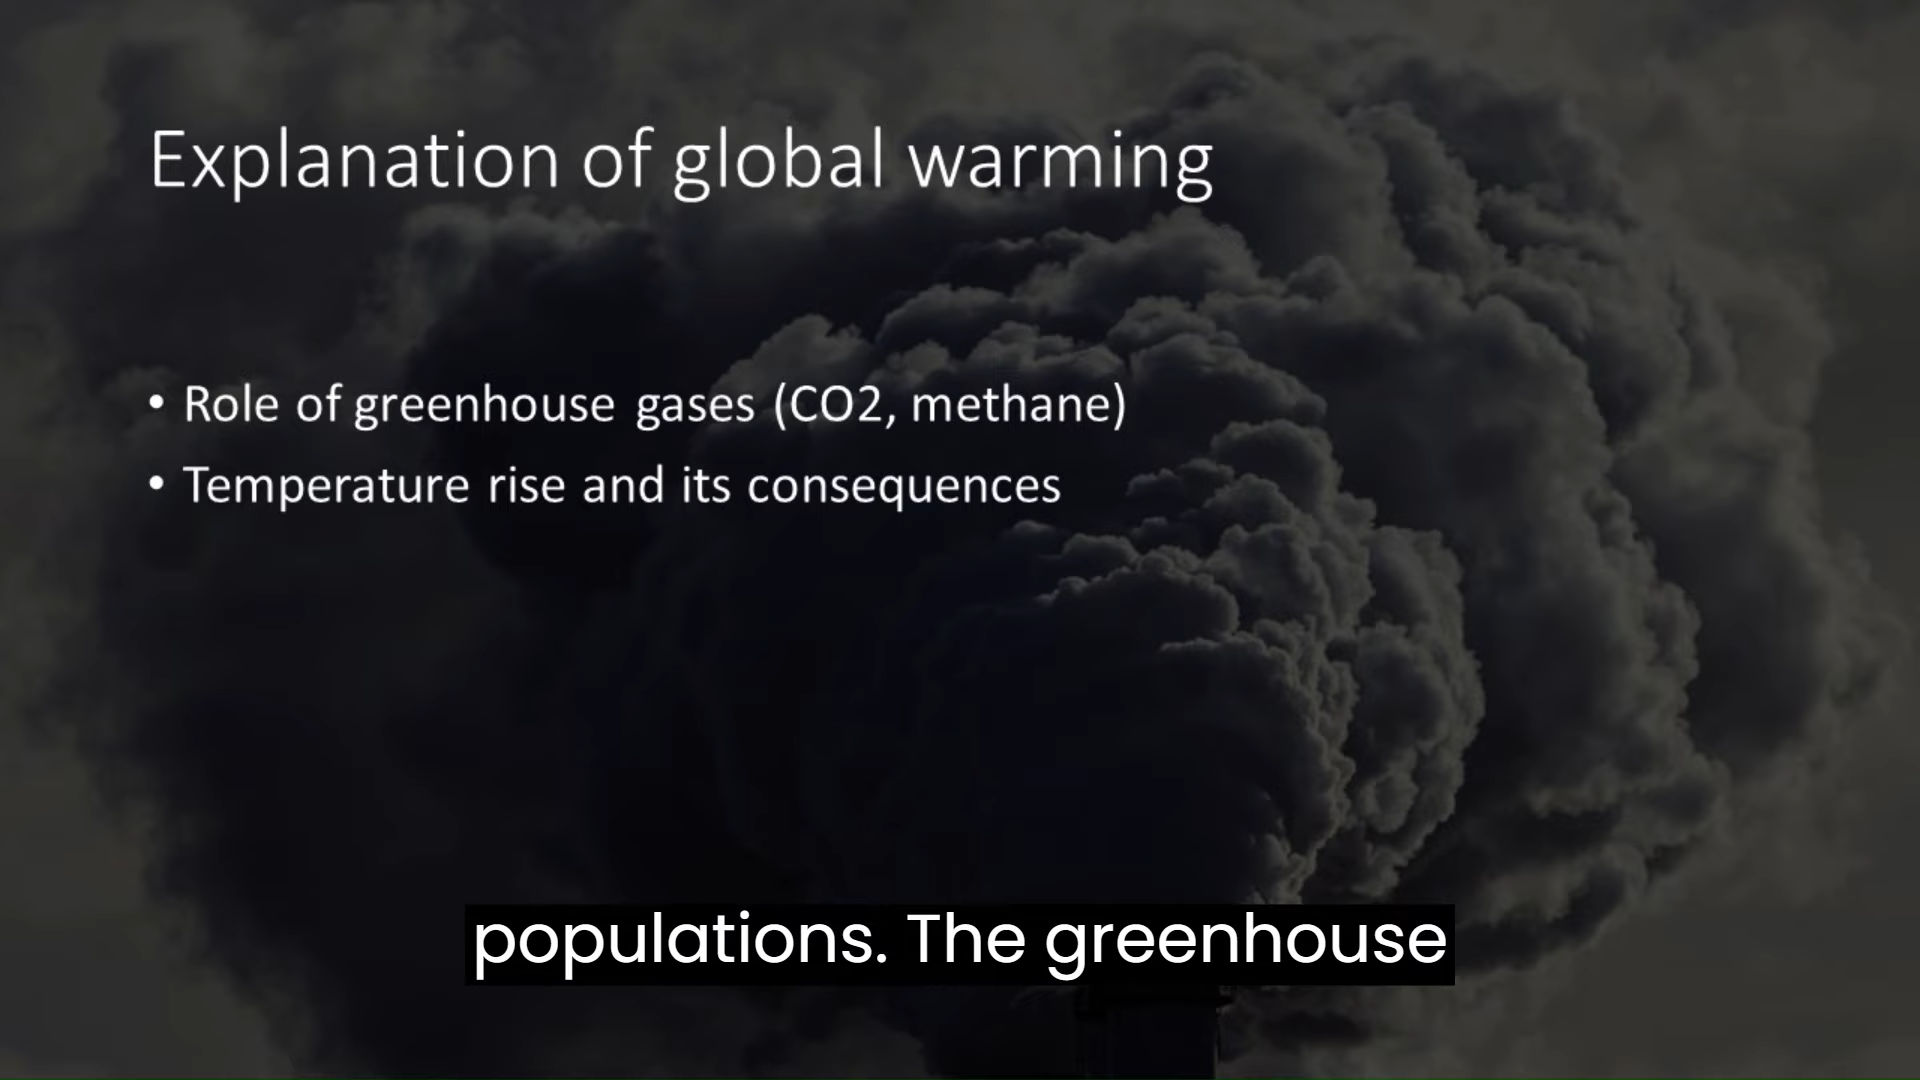 Explanation of global warming
• Role of greenhouse gases (CO2, methane)
• Temperature rise and its consequences
populations. The greenhouse